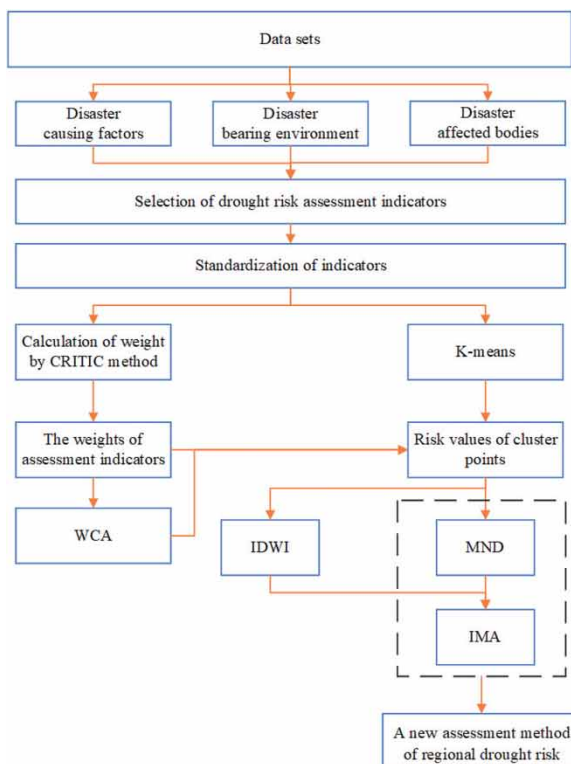 Data sets
Disaster
causing factors
Disaster
bearing environment
Disaster
affected bodies
Selection of drought risk assessment indicators
Standardization of indicators
Calculation of weight
by CRITIC method
K-means
The weights of
assessment indicators
Risk values of cluster
points
WCA
IDWI
MND
IMA
A new assessment method
of regional drought risk